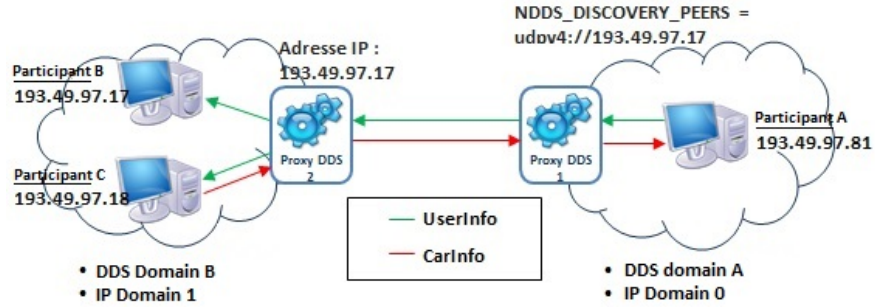 NDDS_DISCOVERY_PEERS =
udpv4://193.49.97.17
Adresse IP :
193.49.97.17
Participant B
193.49.97.17
Participant A
193.49.97.81
Proxy DDS
2
Proxy DDS
1
Participant C
193.49.97.18
UserInfo
CarInfo
• DDS Domain B
• IP Domain 1
• DDS domain A
• IP Domain 0